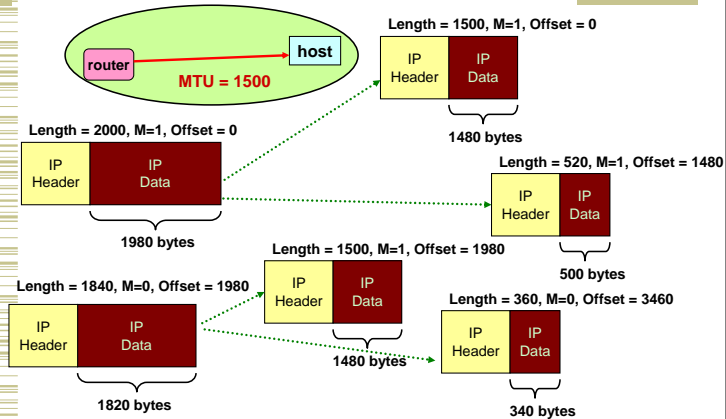 Length = 1500, M=1, Offset = 0
router
host
MTU = 1500
IP
Header
IP
Data
1480 bytes
Length = 2000, M=1, Offset = 0
IP
Header
IP
Data
1980 bytes
Length = 520, M=1, Offset = 1480
IP
Header
IP
Data
500 bytes
Length = 1500, M=1, Offset = 1980
IP
Header
IP
Data
1480 bytes
Length = 1840, M=0, Offset = 1980
IP
Header
IP
Data
1820 bytes
Length = 360, M=0, Offset = 3460
IP
Header
IP
Data
340 bytes